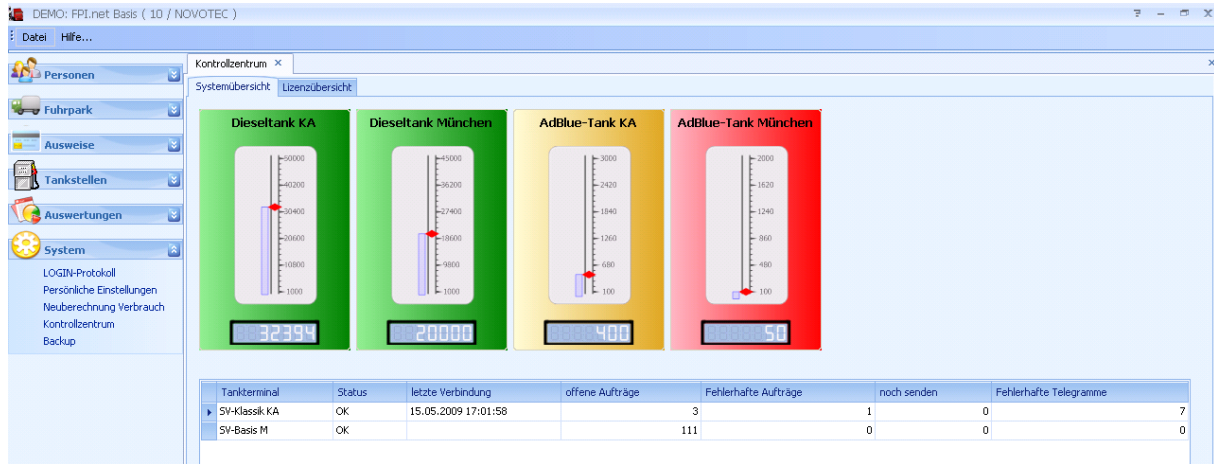 DEMO: FPI.net Basis ( 10 / NOVOTEC )
Datei Hilfe...
Personen
Fuhrpark
Ausweise
Tankstellen
Auswertungen
System
LOGIN-Protokoll
Persönliche Einstellungen
Neuberechnung Verbrauch
Kontrollzentrum
Backup
Kontrollzentrum
Systemübersicht Lizenzübersicht
Dieseltank KA
50000
40200
30400
20600
10800
1000
32394
Dieseltank München
45000
36200
27400
18600
9800
1000
20000
AdBlue-Tank KA
3000
2420
1840
1260
680
100
400
AdBlue-Tank München
2000
1620
1240
860
480
100
50
Tankterminal Status letzte Verbindung offene Aufträge Fehlerhafte Aufträge noch senden Fehlerhafte Telegramme
SV-Klassik KA OK 15.05.2009 17:01:58 3 1 0 7
SV-Basis M OK 111 0 0 0